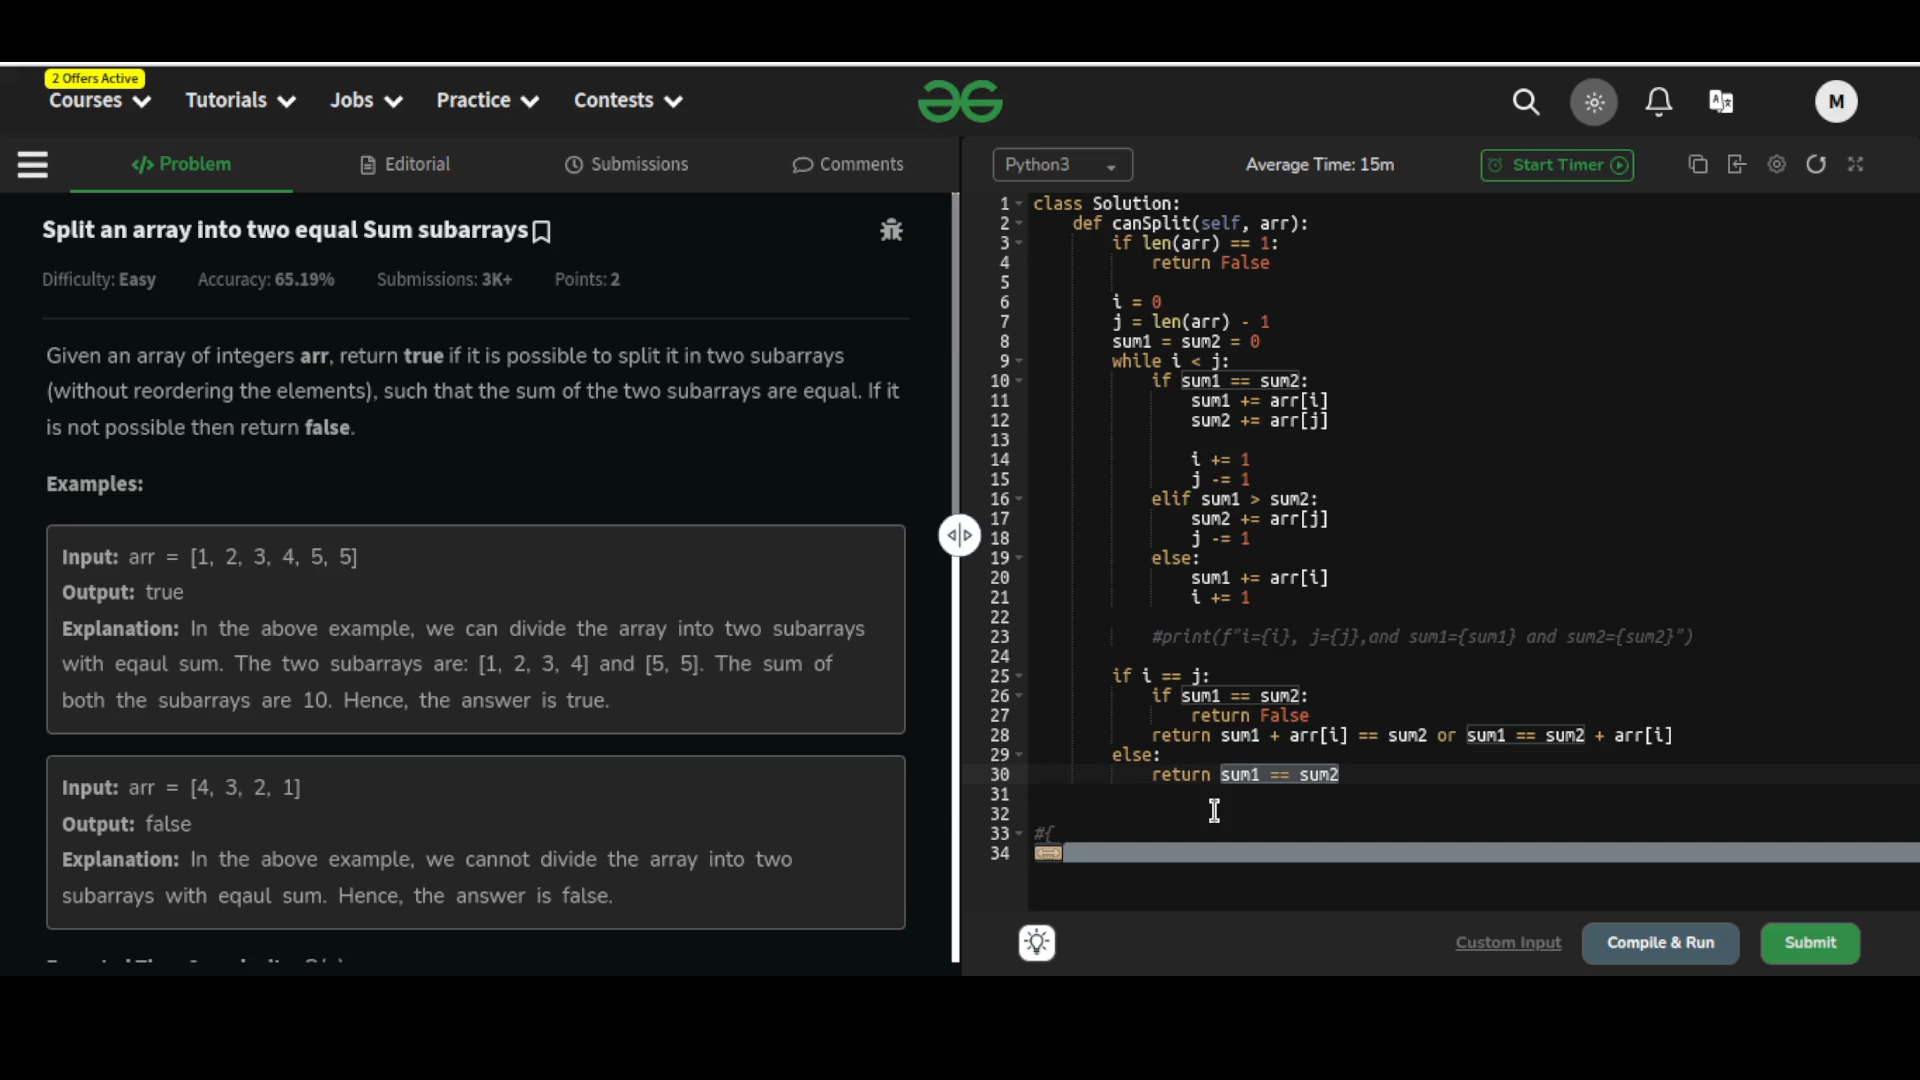 2 Offers Active
Courses Tutorials Jobs Practice Contests
M
Problem Editorial Submissions Comments
Python3 Average Time: 15m Start Timer
Split an array into two equal Sum subarrays
Difficulty: Easy Accuracy: 65.19% Submissions: 3K+ Points: 2
Given an array of integers arr, return true if it is possible to split it in two subarrays
(without reordering the elements), such that the sum of the two subarrays are equal. If it
is not possible then return false.
Examples:
Input: arr = [1, 2, 3, 4, 5, 5]
Output: true
Explanation: In the above example, we can divide the array into two subarrays
with eqaul sum. The two subarrays are: [1, 2, 3, 4] and [5, 5]. The sum of
both the subarrays are 10. Hence, the answer is true.
Input: arr = [4, 3, 2, 1]
Output: false
Explanation: In the above example, we cannot divide the array into two
subarrays with eqaul sum. Hence, the answer is false.
1 class Solution:
2 def canSplit(self, arr):
3 if len(arr) == 1:
4 return False
5
6 i = 0
7 j = len(arr) - 1
8 sum1 = sum2 = 0
9 while i < j:
10 if sum1 == sum2:
11 sum1 += arr[i]
12 sum2 += arr[j]
13
14 i += 1
15 j -= 1
16 elif sum1 > sum2:
17 sum2 += arr[j]
18 j -= 1
19 else:
20 sum1 += arr[i]
21 i += 1
22
23 #print(f"i={i}, j={j},and sum1={sum1} and sum2={sum2}")
24
25 if i == j:
26 if sum1 == sum2:
27 return False
28 return sum1 + arr[i] == sum2 or sum1 == sum2 + arr[i]
29 else:
30 return sum1 == sum2
31
32
33 #{
34
Custom Input Compile & Run Submit